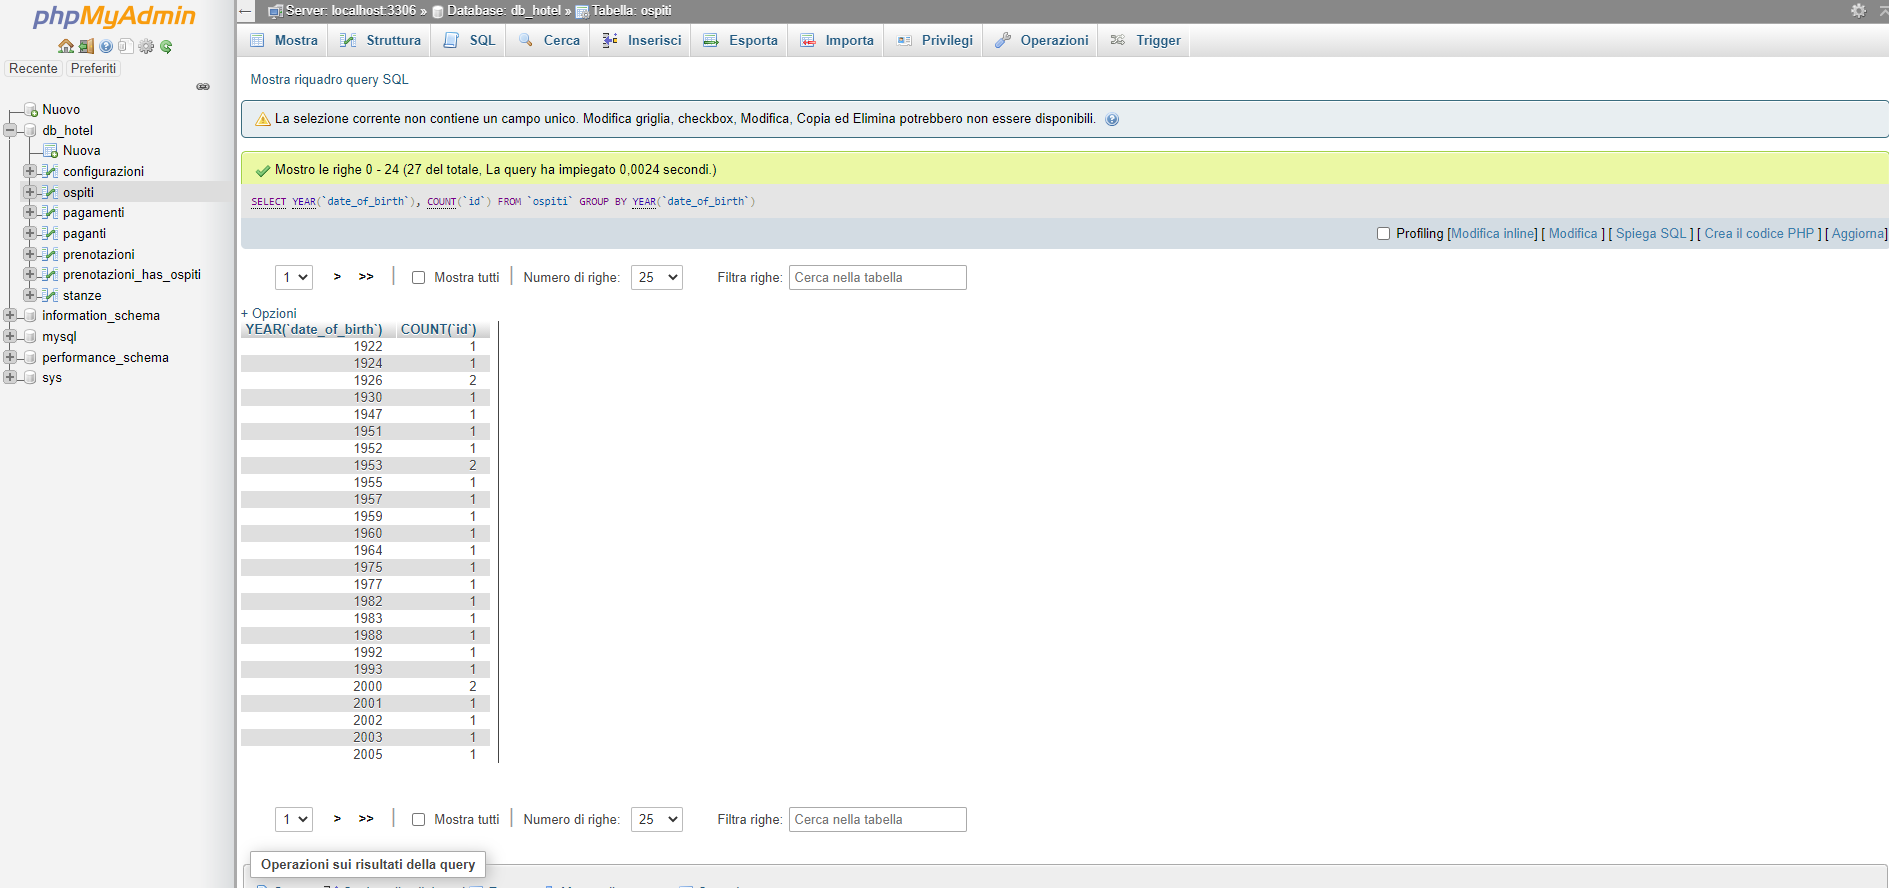 phpMyAdmin
Recente Preferiti
Nuovo
db_hotel
Nuova
configurazioni
ospiti
pagamenti
paganti
prenotazioni
prenotazioni_has_ospiti
stanze
information_schema
mysql
performance_schema
sys
Server: localhost:3306 » Database: db_hotel » Tabella: ospiti
Mostra Struttura SQL Cerca Inserisci Esporta Importa Privilegi Operazioni Trigger
Mostra riquadro query SQL
La selezione corrente non contiene un campo unico. Modifica griglia, checkbox, Modifica, Copia ed Elimina potrebbero non essere disponibili.
Mostro le righe 0 - 24 (27 del totale, La query ha impiegato 0,0024 secondi.)
SELECT YEAR(`date_of_birth`), COUNT(`id`) FROM `ospiti` GROUP BY YEAR(`date_of_birth`)
Profiling [Modifica inline] [ Modifica ] [ Spiega SQL ] [ Crea il codice PHP ] [ Aggiorna]
1 > >> | Mostra tutti | Numero di righe: 25 Filtra righe: Cerca nella tabella
+ Opzioni
YEAR(`date_of_birth`) COUNT(`id`)
1922 1
1924 1
1926 2
1930 1
1947 1
1951 1
1952 1
1953 2
1955 1
1957 1
1959 1
1960 1
1964 1
1975 1
1977 1
1982 1
1983 1
1988 1
1992 1
1993 1
2000 2
2001 1
2002 1
2003 1
2005 1
1 > >> | Mostra tutti | Numero di righe: 25 Filtra righe: Cerca nella tabella
Operazioni sui risultati della query